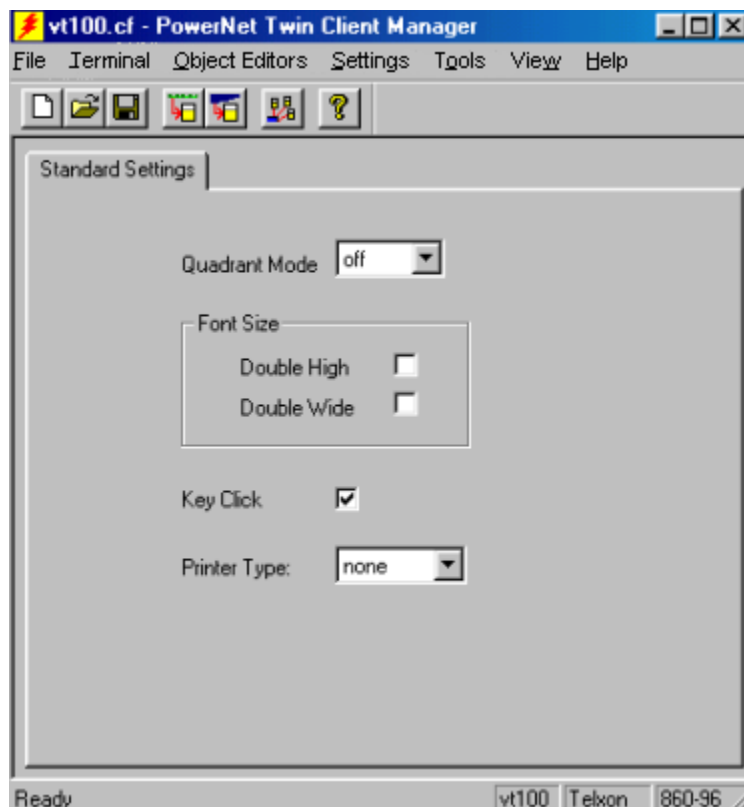 vt100.cf - PowerNet Twin Client Manager
File Terminal Object Editors Settings Tools View Help
Standard Settings
Quadrant Mode off
Font Size
Double High
Double Wide
Key Click
Printer Type: none
Ready vt100 Telxon 860-96